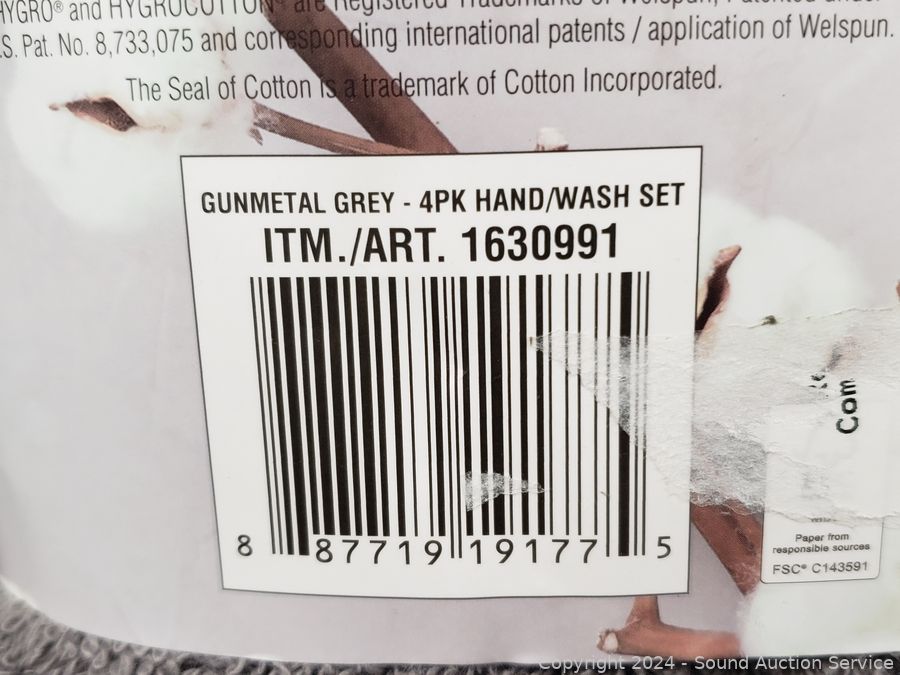 HYGRO® and HYGROCOTTON® are Registered Trademarks of Welspun, Patented under
U.S. Pat. No. 8,733,075 and corresponding international patents / application of Welspun.
The Seal of Cotton is a trademark of Cotton Incorporated.
GUNMETAL GREY - 4PK HAND/WASH SET
ITM./ART. 1630991
8 87719 19177 5
Com
Paper from
responsible sources
FSC® C143591
Copyright 2024 - Sound Auction Service